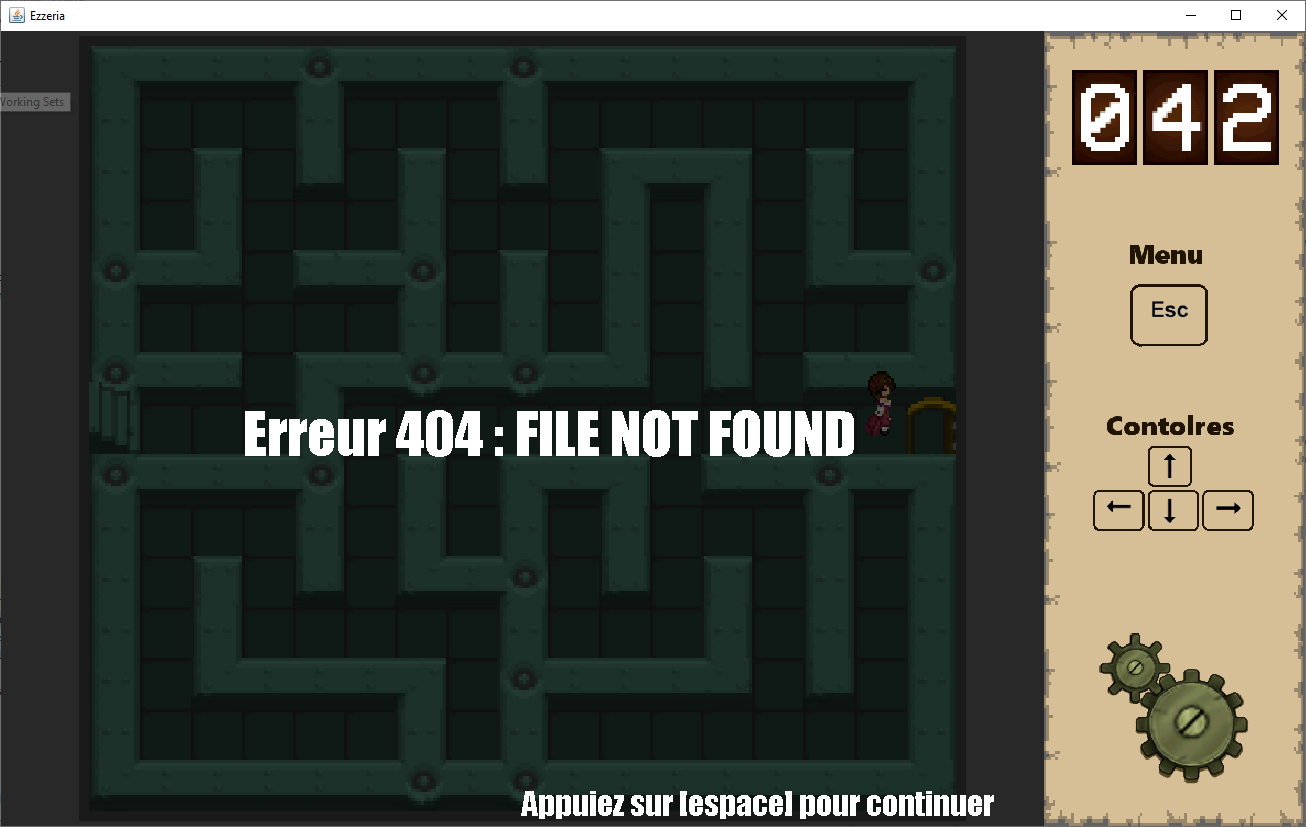 Ezzeria
Working Sets
042
Menu
Esc
Erreur 404 : FILE NOT FOUND
Contolres
↑
← ↓ →
Appuiez sur [espace] pour continuer